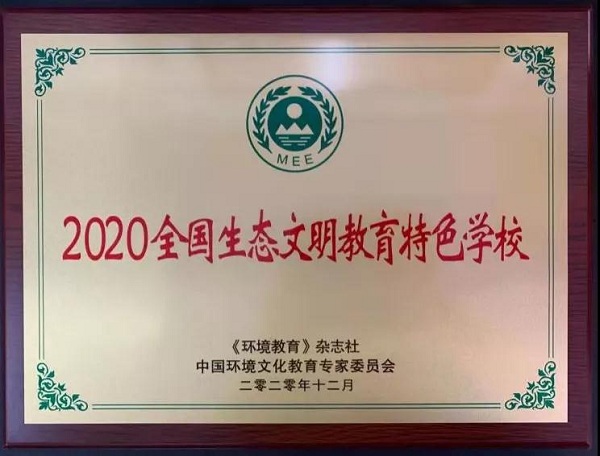 MEE
2020全国生态文明教育特色学校
《环境教育》杂志社
中国环境文化教育专家委员会
二零二零年十二月